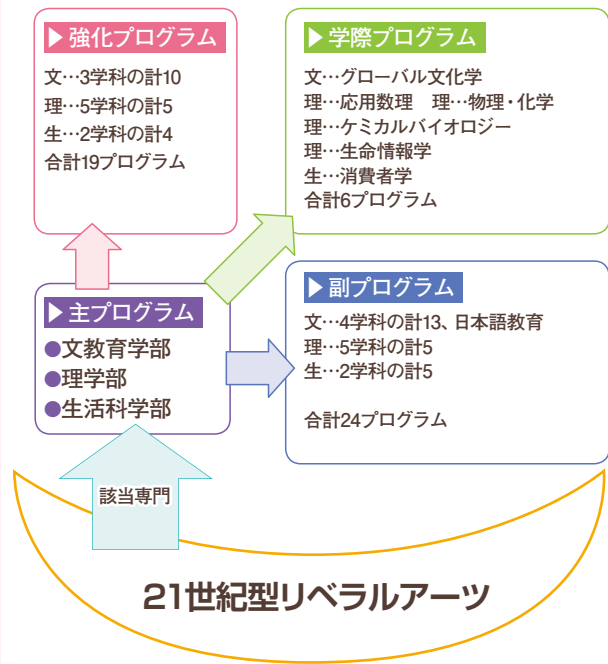 ▶強化プログラム
文…3学科の計10
理…5学科の計5
生…2学科の計4
合計19プログラム
▶学際プログラム
文…グローバル文化学
理…応用数理　理…物理・化学
理…ケミカルバイオロジー
理…生命情報学
生…消費者学
合計6プログラム
▶主プログラム
●文教育学部
●理学部
●生活科学部
▶副プログラム
文…4学科の計13、日本語教育
理…5学科の計5
生…2学科の計5
合計24プログラム
該当専門
21世紀型リベラルアーツ